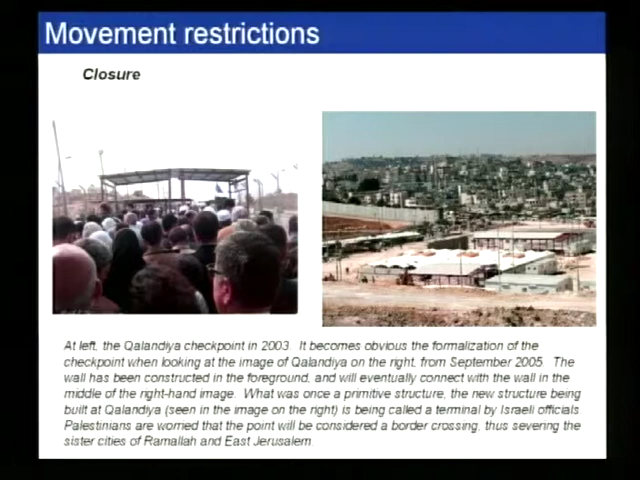 Movement restrictions
Closure
At left, the Qalandiya checkpoint in 2003. It becomes obvious the formalization of the
checkpoint when looking at the image of Qalandiya on the right, from September 2005. The
wall has been constructed in the foreground, and will eventually connect with the wall in the
middle of the right-hand image. What was once a primitive structure, the new structure being
built at Qalandiya (seen in the image on the right) is being called a terminal by Israeli officials.
Palestinians are worried that the point will be considered a border crossing, thus severing the
sister cities of Ramallah and East Jerusalem.